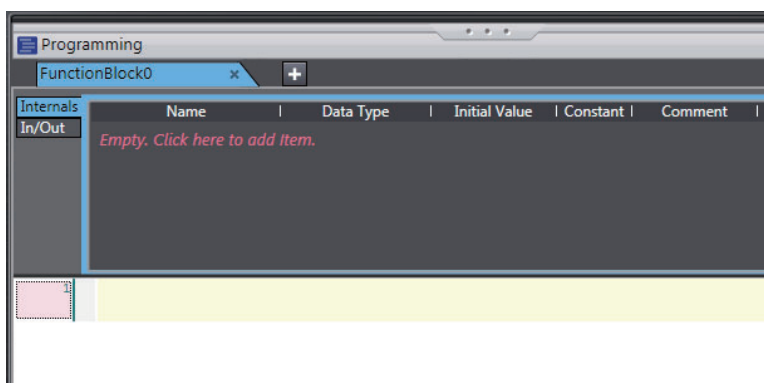 Programming
FunctionBlock0 × +
Internals
In/Out
Name | Data Type | Initial Value | Constant | Comment |
Empty. Click here to add Item.
1